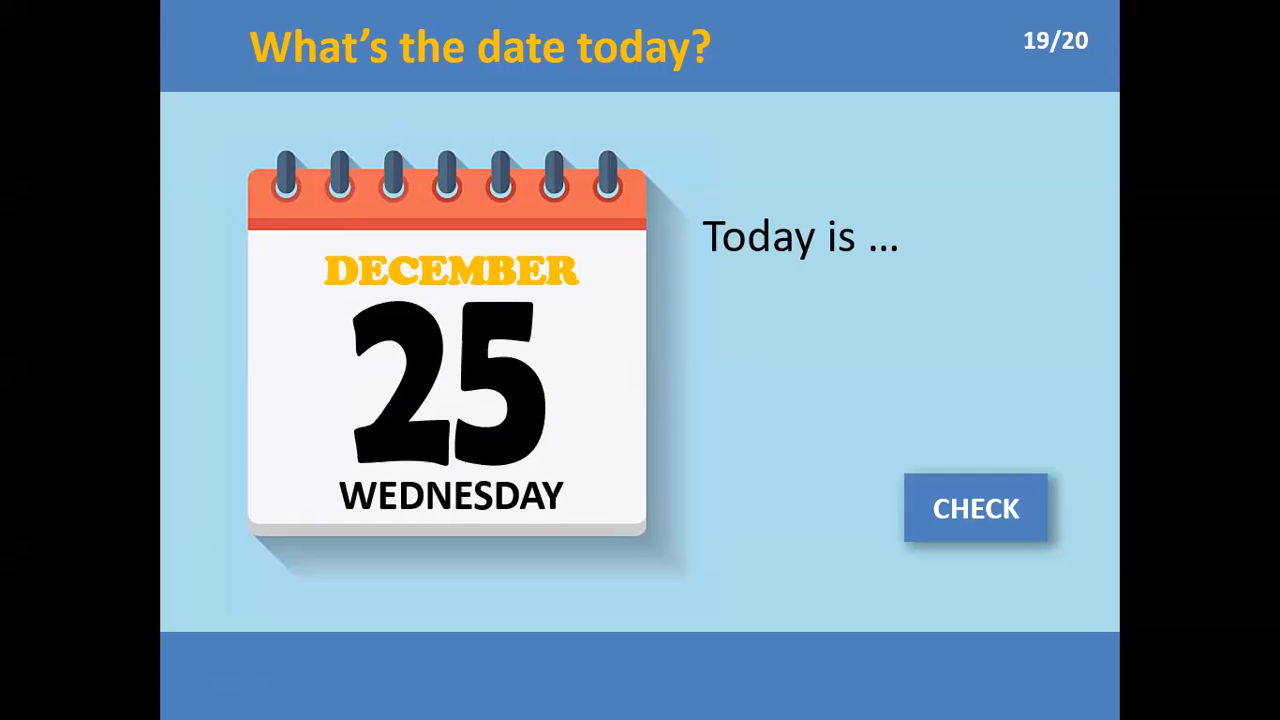 What’s the date today?
19/20
DECEMBER
25
WEDNESDAY
Today is ...
CHECK